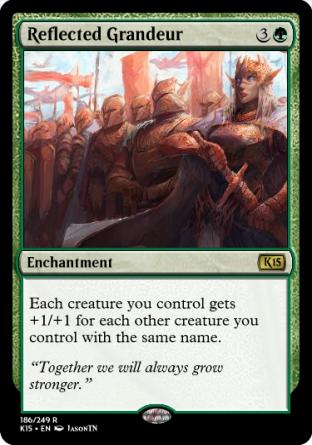 Reflected Grandeur 3
Enchantment K15
Each creature you control gets
+1/+1 for each other creature you
control with the same name.
“Together we will always grow
stronger.”
186/249 R
K15 • EN JASONTN